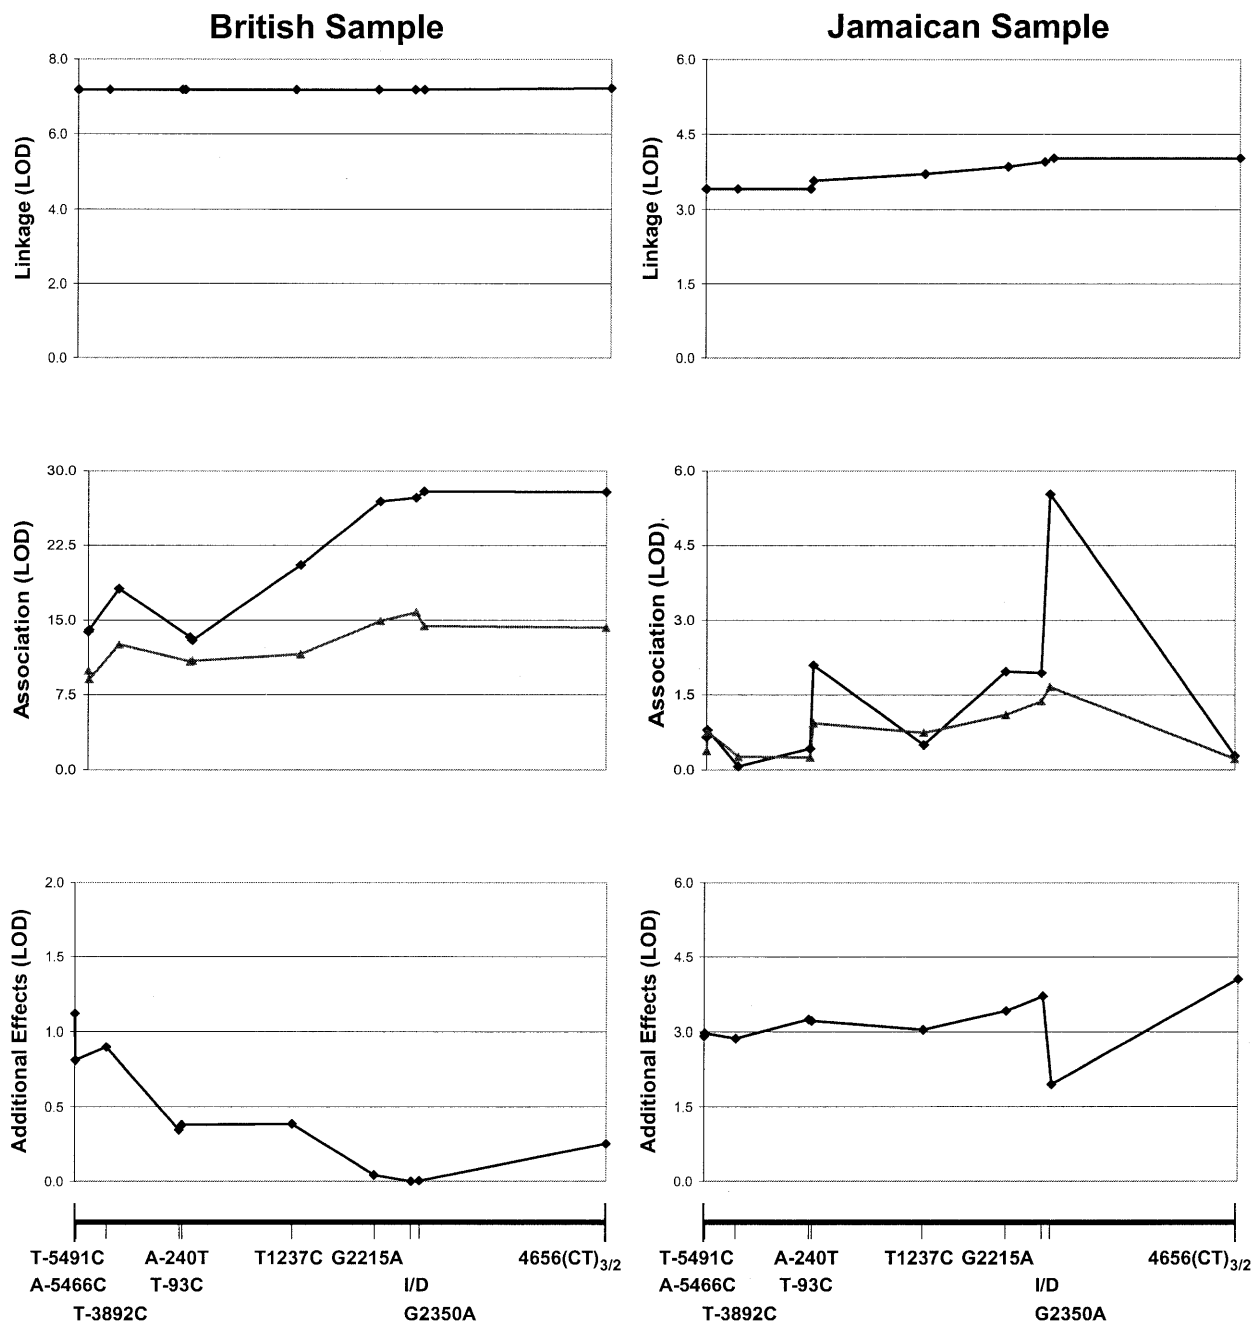 British Sample
Jamaican Sample
8.0
6.0
4.0
2.0
0.0
Linkage (LOD)
6.0
4.5
3.0
1.5
0.0
Linkage (LOD)
30.0
22.5
15.0
7.5
0.0
Association (LOD)
6.0
4.5
3.0
1.5
0.0
Association (LOD).
2.0
1.5
1.0
0.5
0.0
Additional Effects (LOD)
6.0
4.5
3.0
1.5
0.0
Additional Effects (LOD)
T-5491C A-240T T1237C G2215A 4656(CT)3/2
A-5466C T-93C I/D
T-3892C G2350A
T-5491C A-240T T1237C G2215A 4656(CT)3/2
A-5466C T-93C I/D
T-3892C G2350A